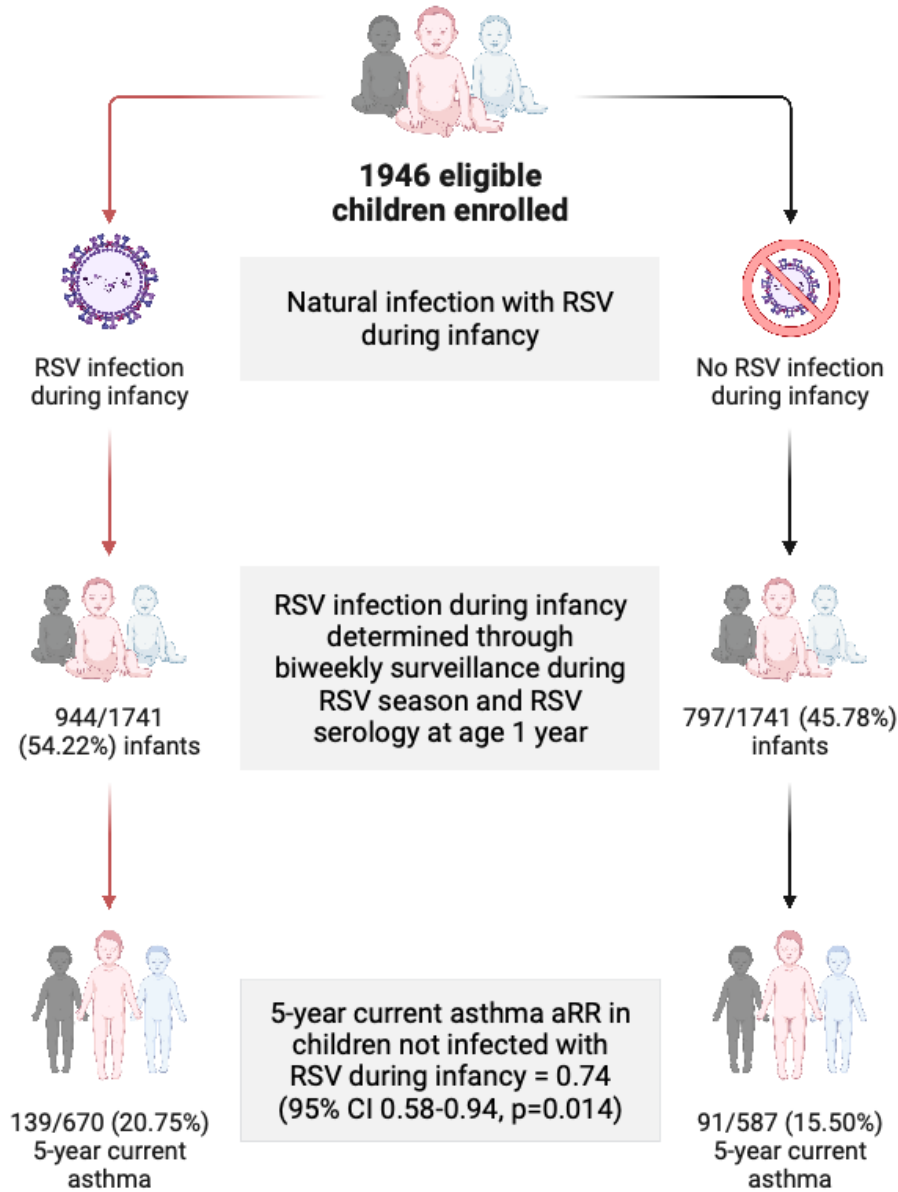 1946 eligible
children enrolled
Natural infection with RSV
during infancy
RSV infection
during infancy
No RSV infection
during infancy
RSV infection during infancy
determined through
biweekly surveillance during
RSV season and RSV
serology at age 1 year
944/1741
(54.22%) infants
797/1741 (45.78%)
infants
5-year current asthma aRR in
children not infected with
RSV during infancy = 0.74
(95% CI 0.58-0.94, p=0.014)
139/670 (20.75%)
5-year current
asthma
91/587 (15.50%)
5-year current
asthma